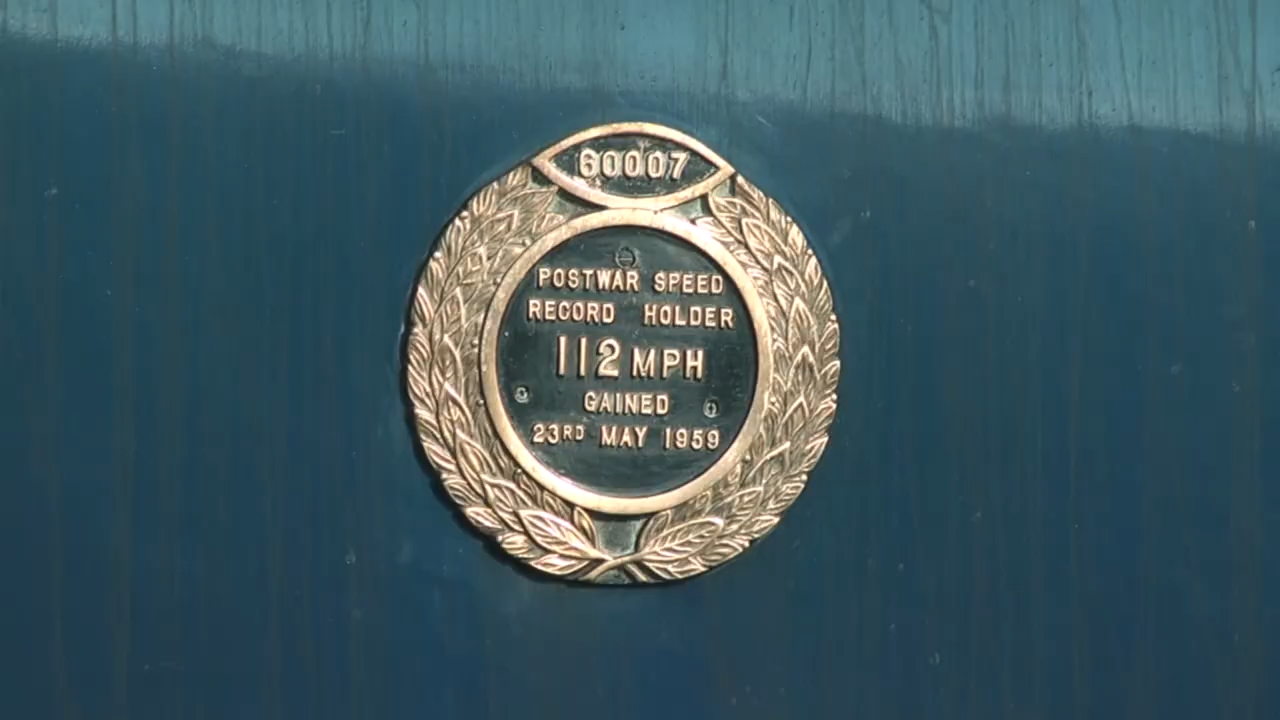 60007
POSTWAR SPEED
RECORD HOLDER
112 MPH
GAINED
23RD MAY 1959